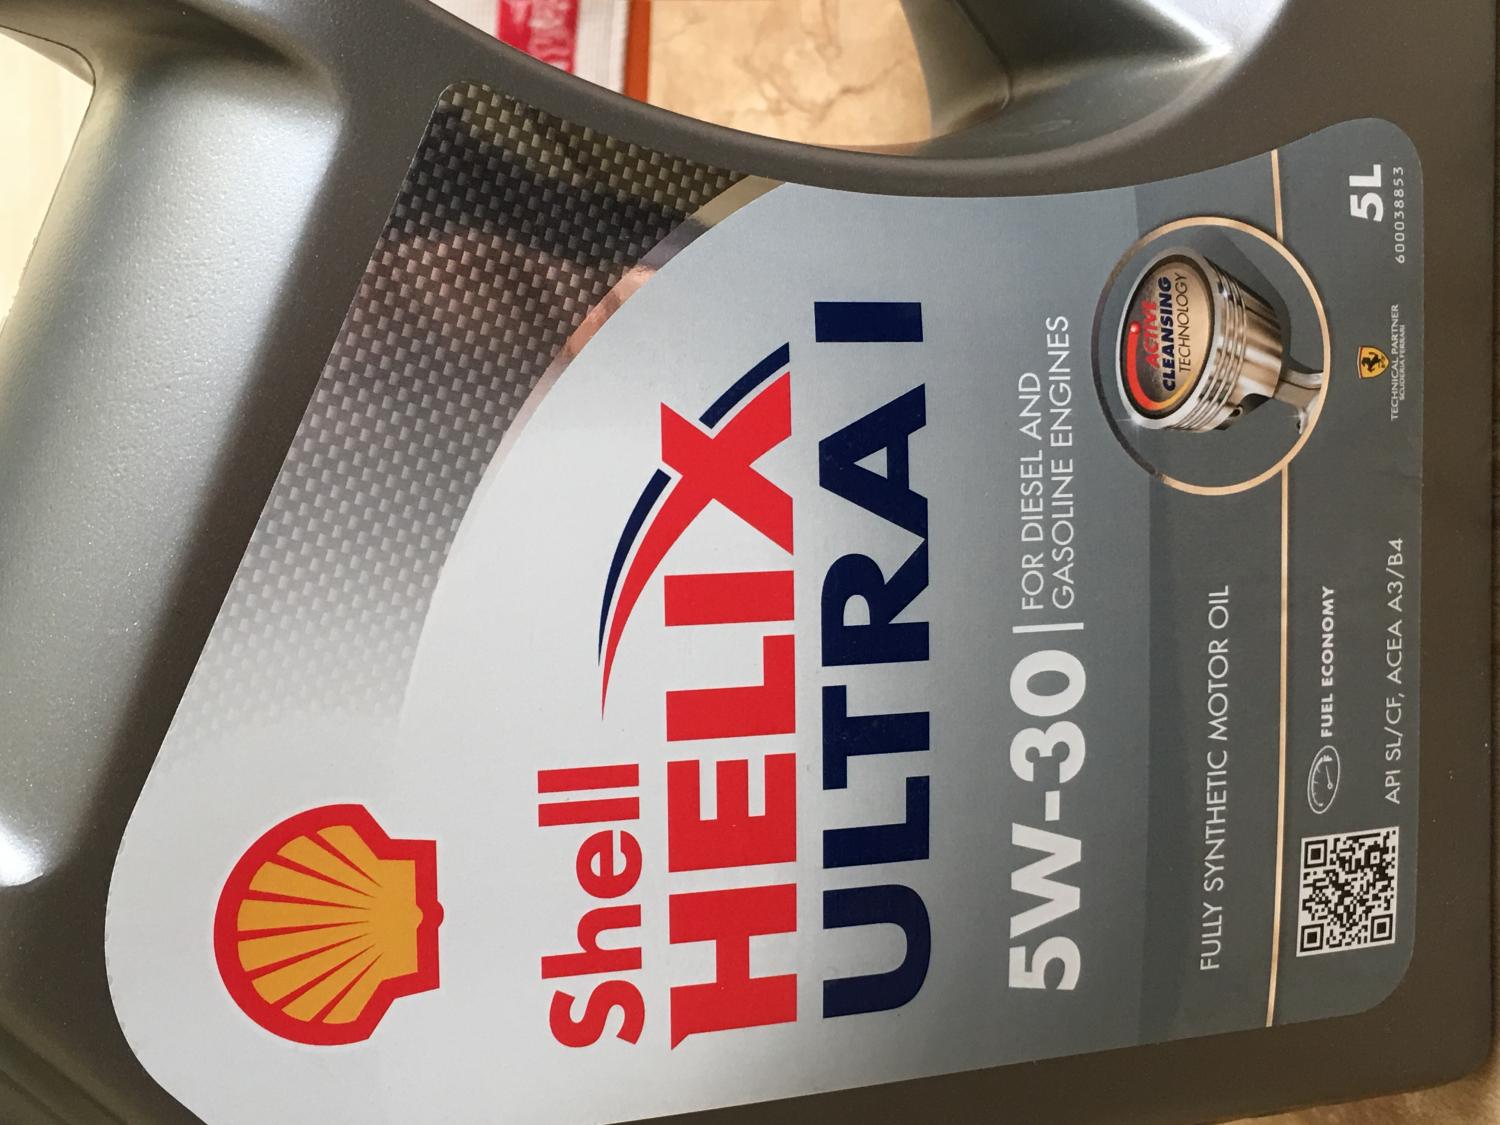 Shell
HELIX
ULTRA I
5W-30
FOR DIESEL AND
GASOLINE ENGINES
ACTIVE
CLEANSING
TECHNOLOGY
FULLY SYNTHETIC MOTOR OIL
FUEL ECONOMY
API SL/CF, ACEA A3/B4
TECHNICAL PARTNER
SCUDERIA FERRARI
5L
600038853